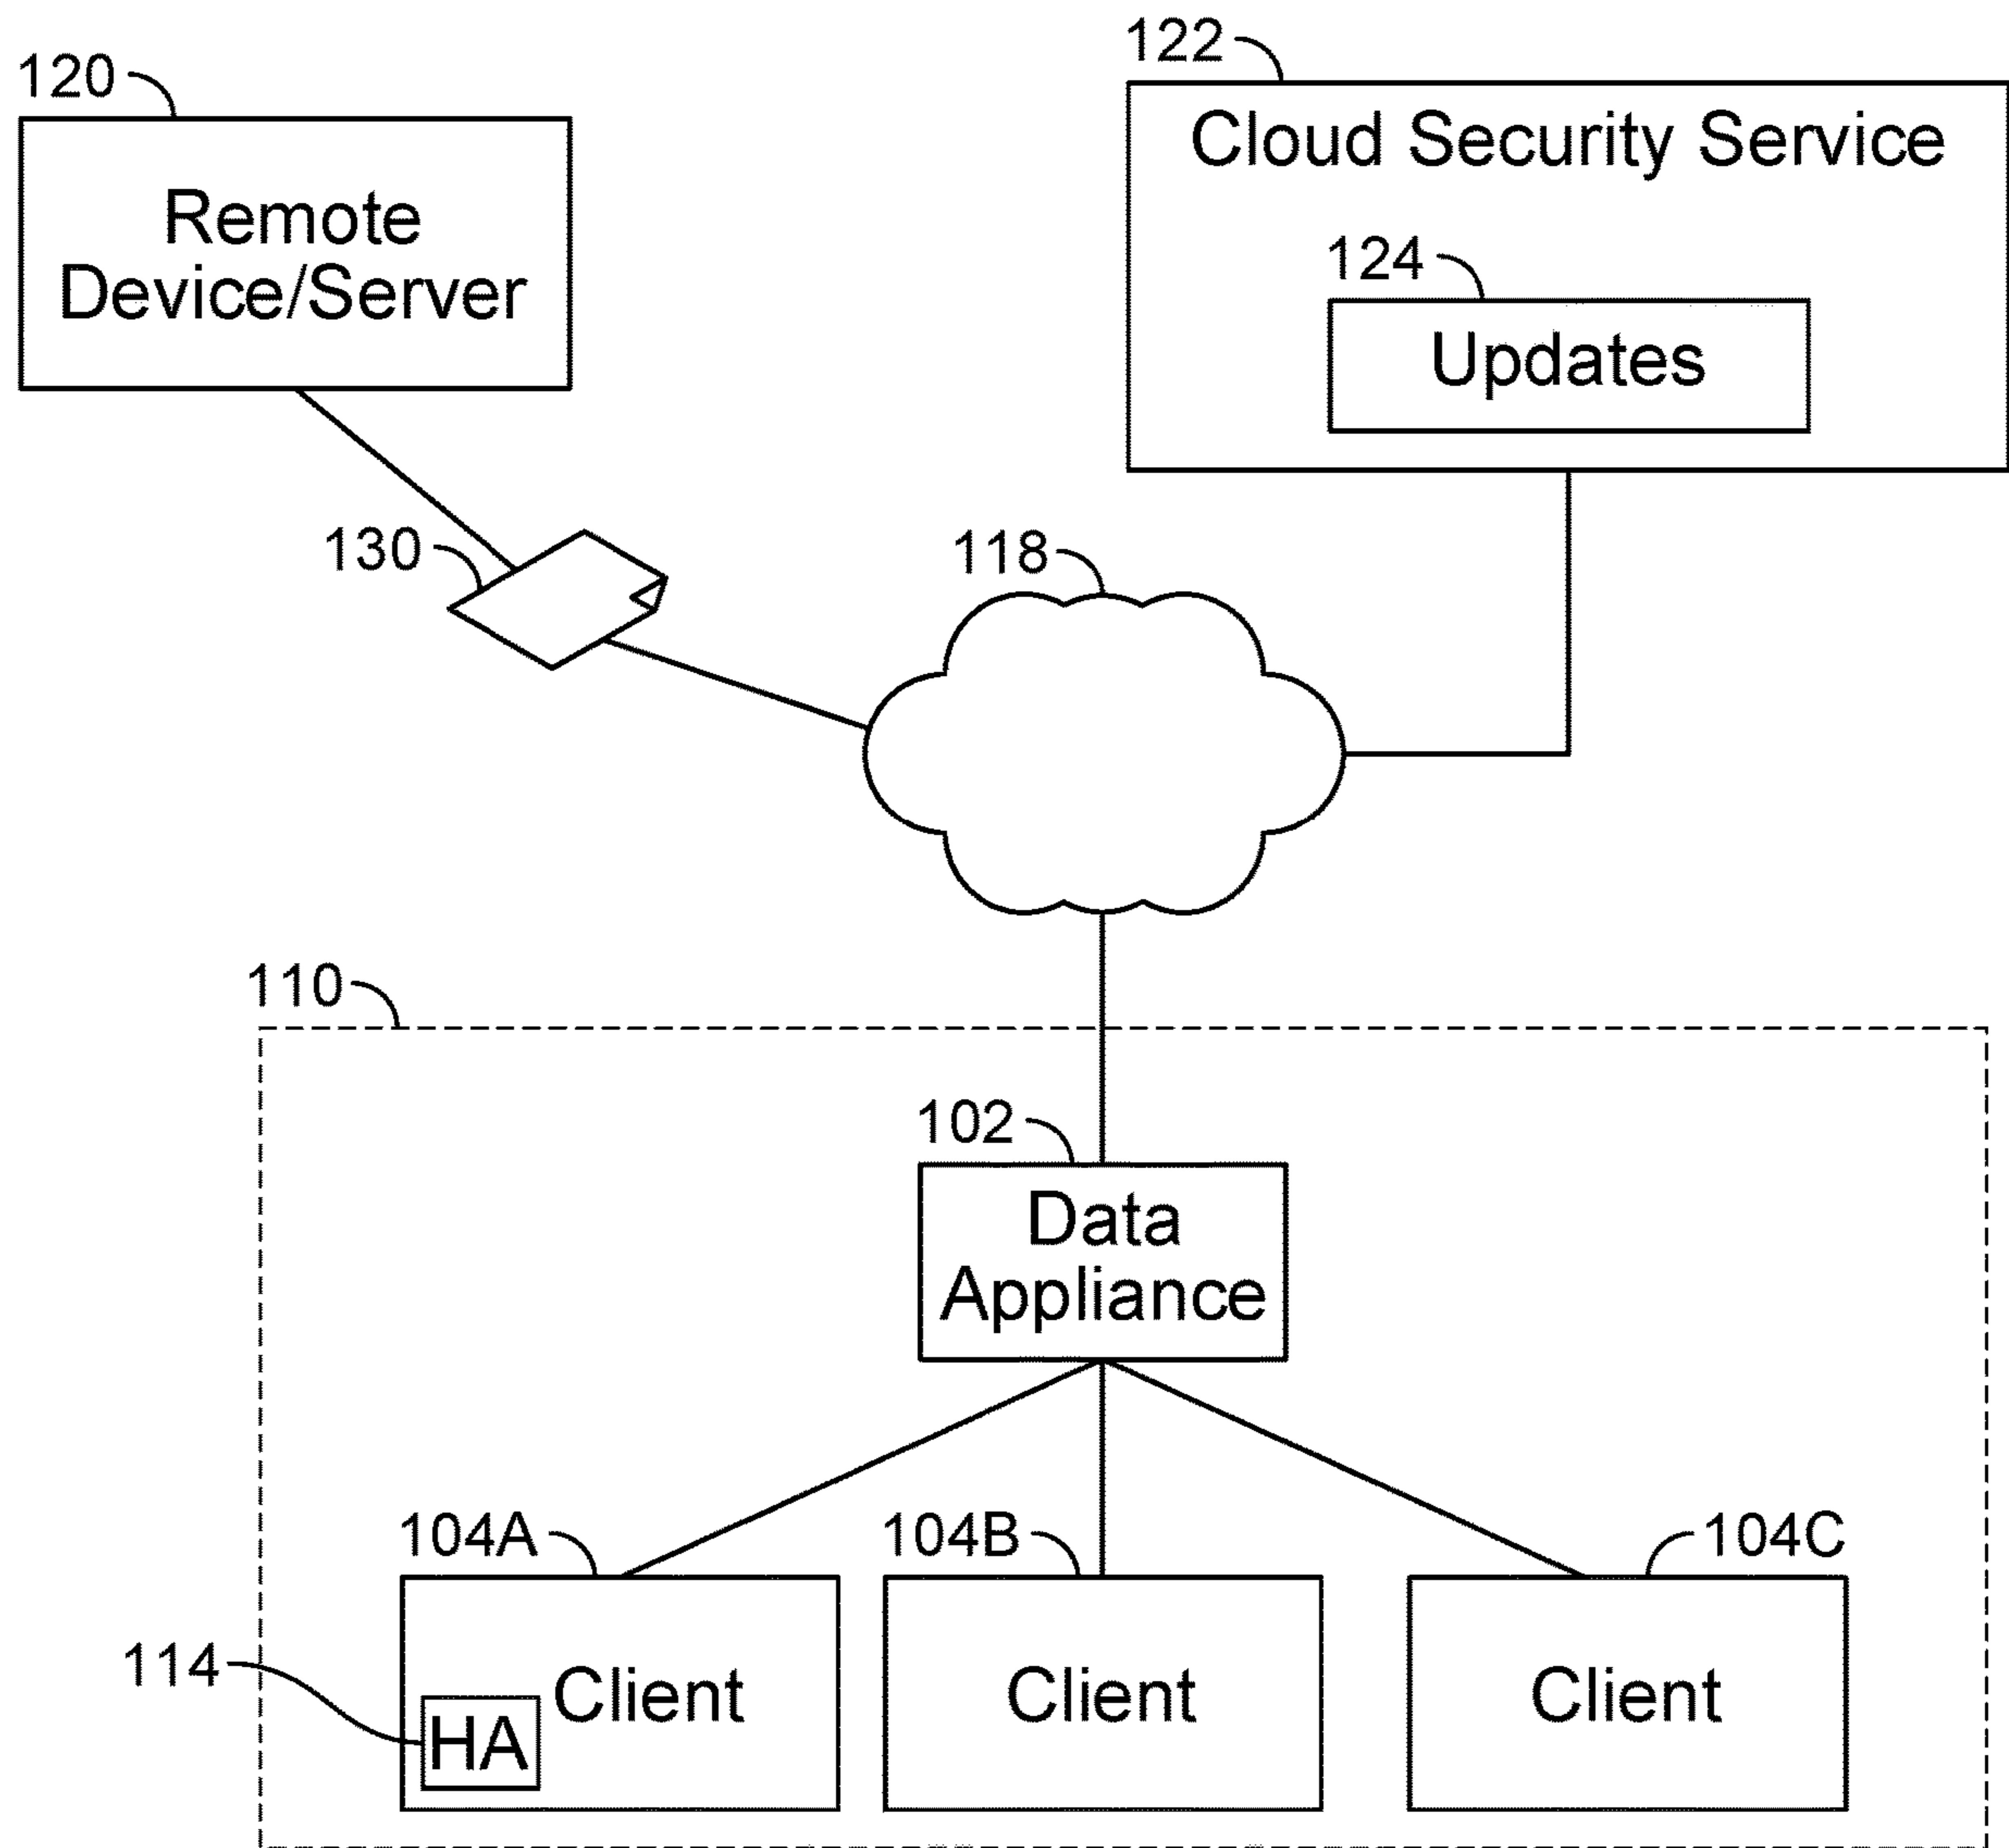 120
Remote
Device/Server
122
Cloud Security Service
124
Updates
130
118
110
102
Data
Appliance
104A
104B
104C
114
HA
Client
Client
Client